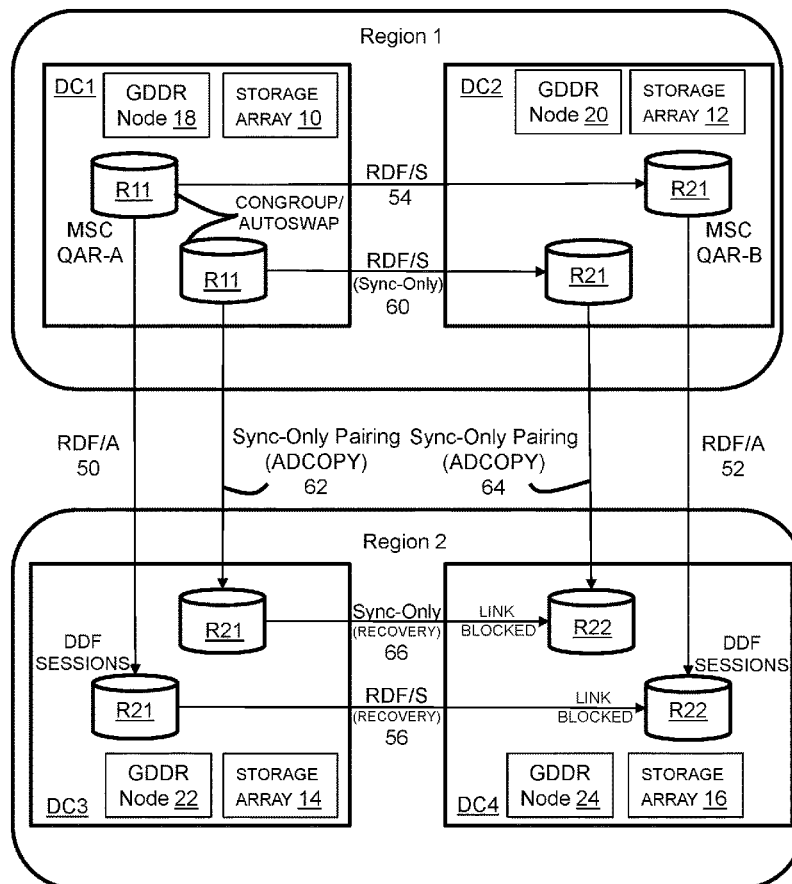 Region 1
DC1
GDDR
Node 18
STORAGE
ARRAY 10
DC2
GDDR
Node 20
STORAGE
ARRAY 12
R11
RDF/S
54
R21
CONGROUP/
AUTOSWAP
MSC
QAR-A
MSC
QAR-B
R11
RDF/S
(Sync-Only)
60
R21
RDF/A
50
Sync-Only Pairing
(ADCOPY)
62
Sync-Only Pairing
(ADCOPY)
64
RDF/A
52
Region 2
R21
Sync-Only
(RECOVERY)
66
LINK
BLOCKED
R22
DDF
SESSIONS
DDF
SESSIONS
R21
RDF/S
(RECOVERY)
56
LINK
BLOCKED
R22
GDDR
Node 22
STORAGE
ARRAY 14
DC3
GDDR
Node 24
STORAGE
ARRAY 16
DC4